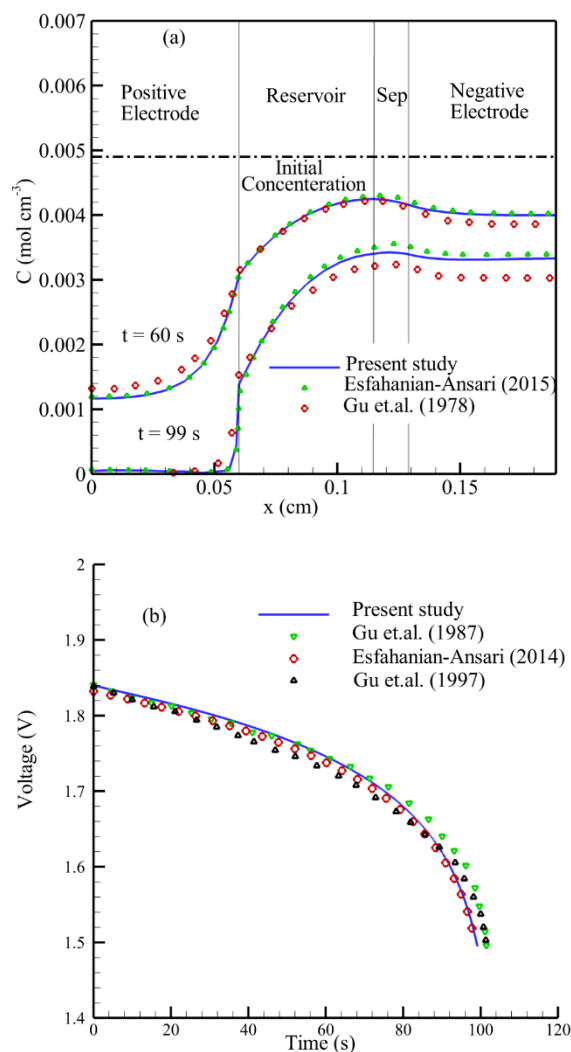 0.007
(a)
0.006
Positive
Electrode
Reservoir
Sep
Negative
Electrode
0.005
Initial
Concenteration
0.004
C (mol cm-3)
0.003
0.002
t = 60 s
Present study
Esfahanian-Ansari (2015)
Gu et.al. (1978)
0.001
t = 99 s
0
0 0.05 0.1 0.15
x (cm)
2
(b)
Present study
Gu et.al. (1987)
Esfahanian-Ansari (2014)
Gu et.al. (1997)
1.9
1.8
Voltage (V)
1.7
1.6
1.5
1.4
0 20 40 60 80 100 120
Time (s)